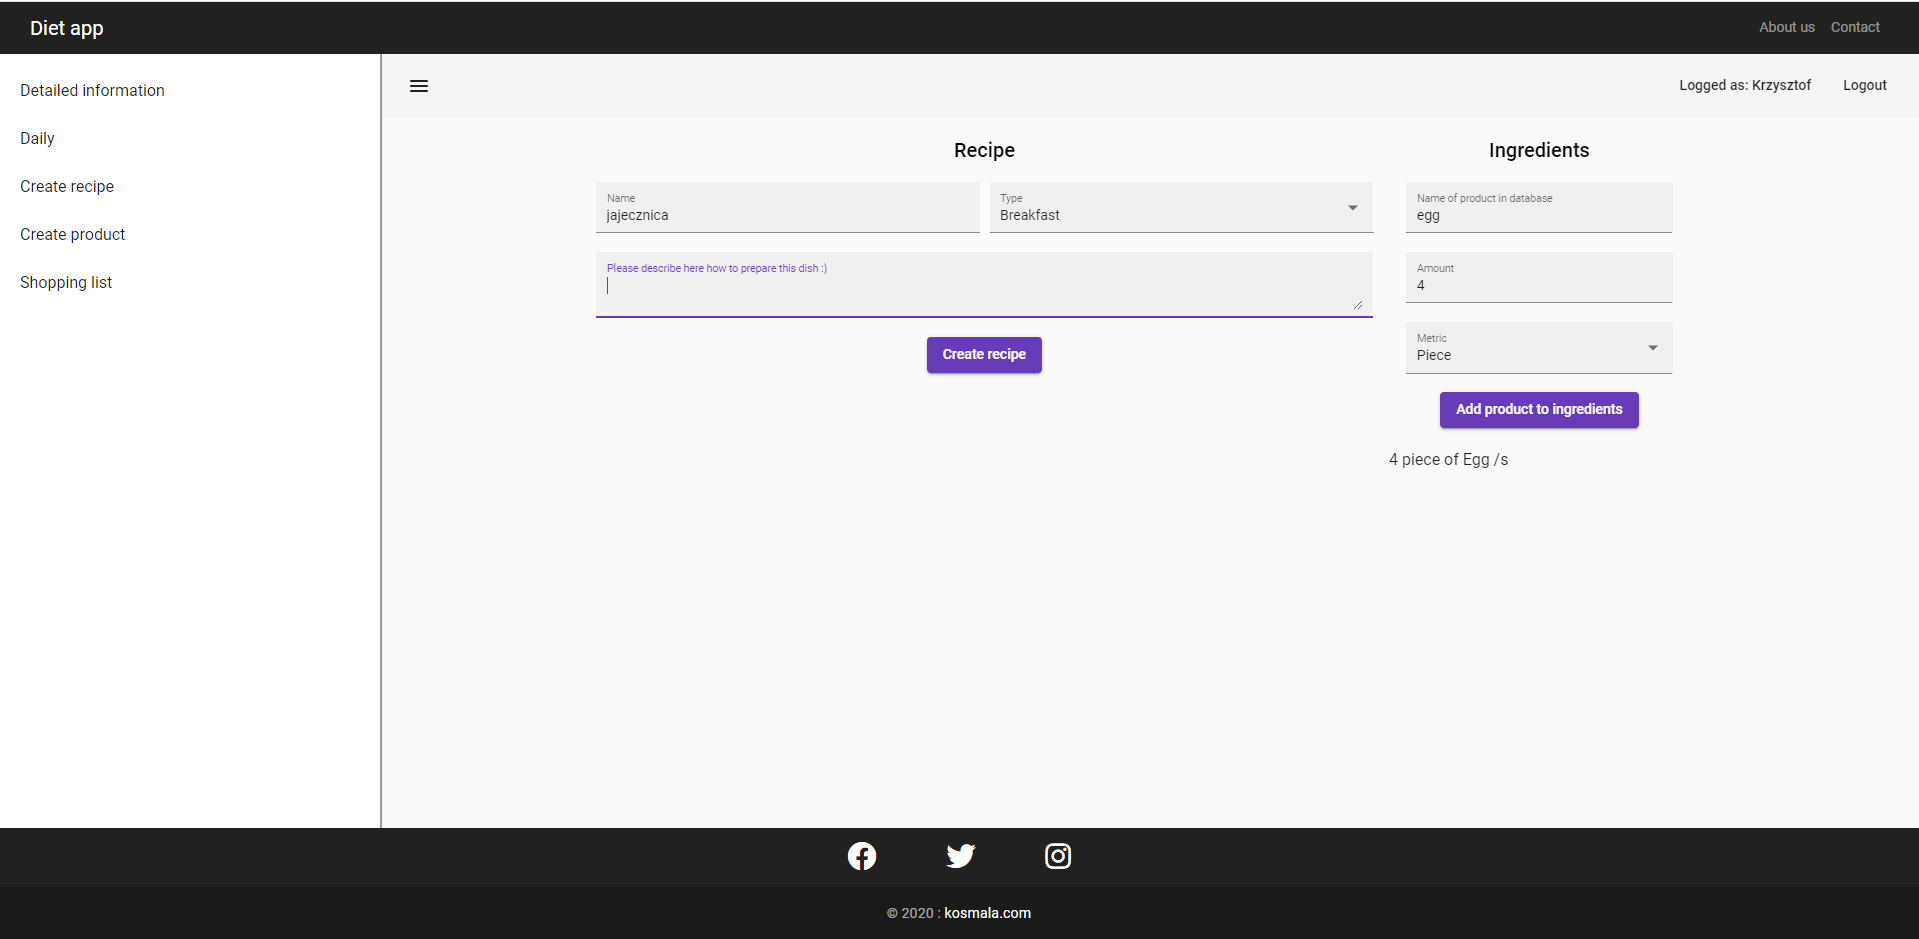 Diet app
About us
Contact
Detailed information
Daily
Create recipe
Create product
Shopping list
Logged as: Krzysztof
Logout
Recipe
Name
jajecznica
Type
Breakfast
Please describe here how to prepare this dish :)
Create recipe
Ingredients
Name of product in database
egg
Amount
4
Metric
Piece
Add product to ingredients
4 piece of Egg /s
© 2020 : kosmala.com